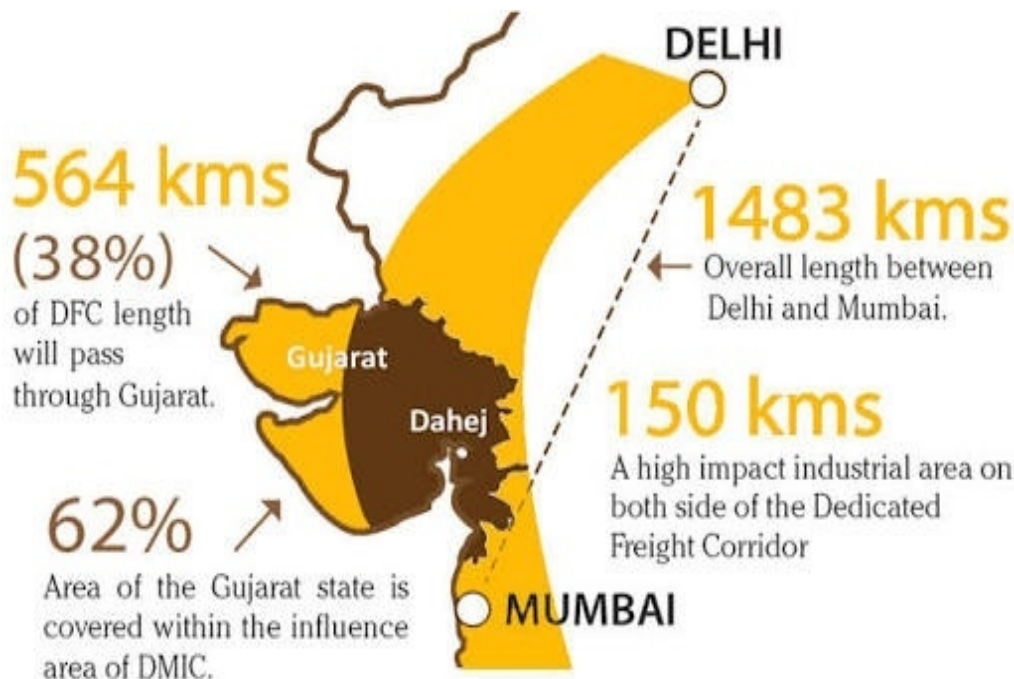 DELHI
564 kms
(38%)
of DFC length
will pass
through Gujarat.
1483 kms
Overall length between
Delhi and Mumbai.
Gujarat
Dahej
150 kms
A high impact industrial area on
both side of the Dedicated
Freight Corridor
62%
Area of the Gujarat state is
covered within the influence
area of DMIC.
MUMBAI